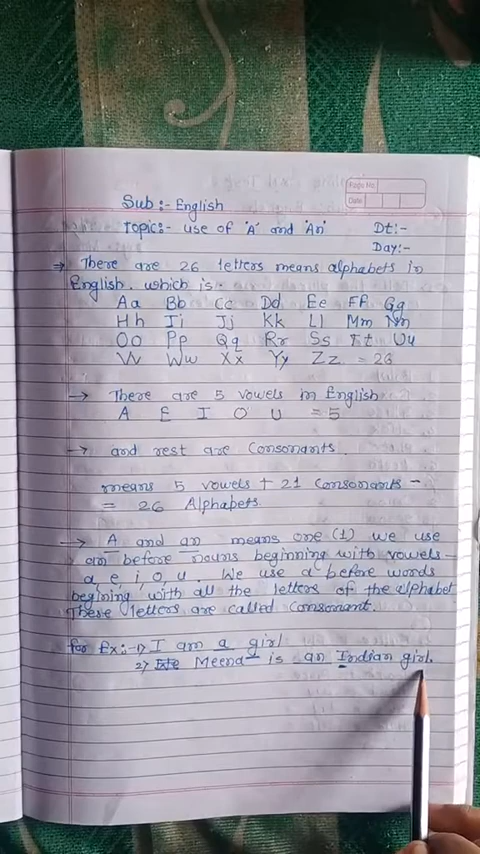 Page No.
Date
Sub :- English
Topic:- use of 'A' and 'An' Dt:-
Day:-
⇒ There are 26 letters means alphabets in
English. which is:-
Aa Bb Cc Dd Ee Ff Gg
Hh Ii Jj Kk Ll Mm Nn
Oo Pp Qq Rr Ss Tt Uu
Vv Ww Xx Yy Zz = 26
→ There are 5 vowels in English
A E I O U = 5
→ and rest are Consonants.
means 5 vowels + 21 Consonants -
= 26 Alphabets.
→ A and an means one (1) we use
an before nouns beginning with vowels -
a, e, i, o, u. We use a before words
begining with all the letters of the alphabet
These letters are called Consonant.
for Ex:- 1) I am a girl
2) Meena is an Indian girl.